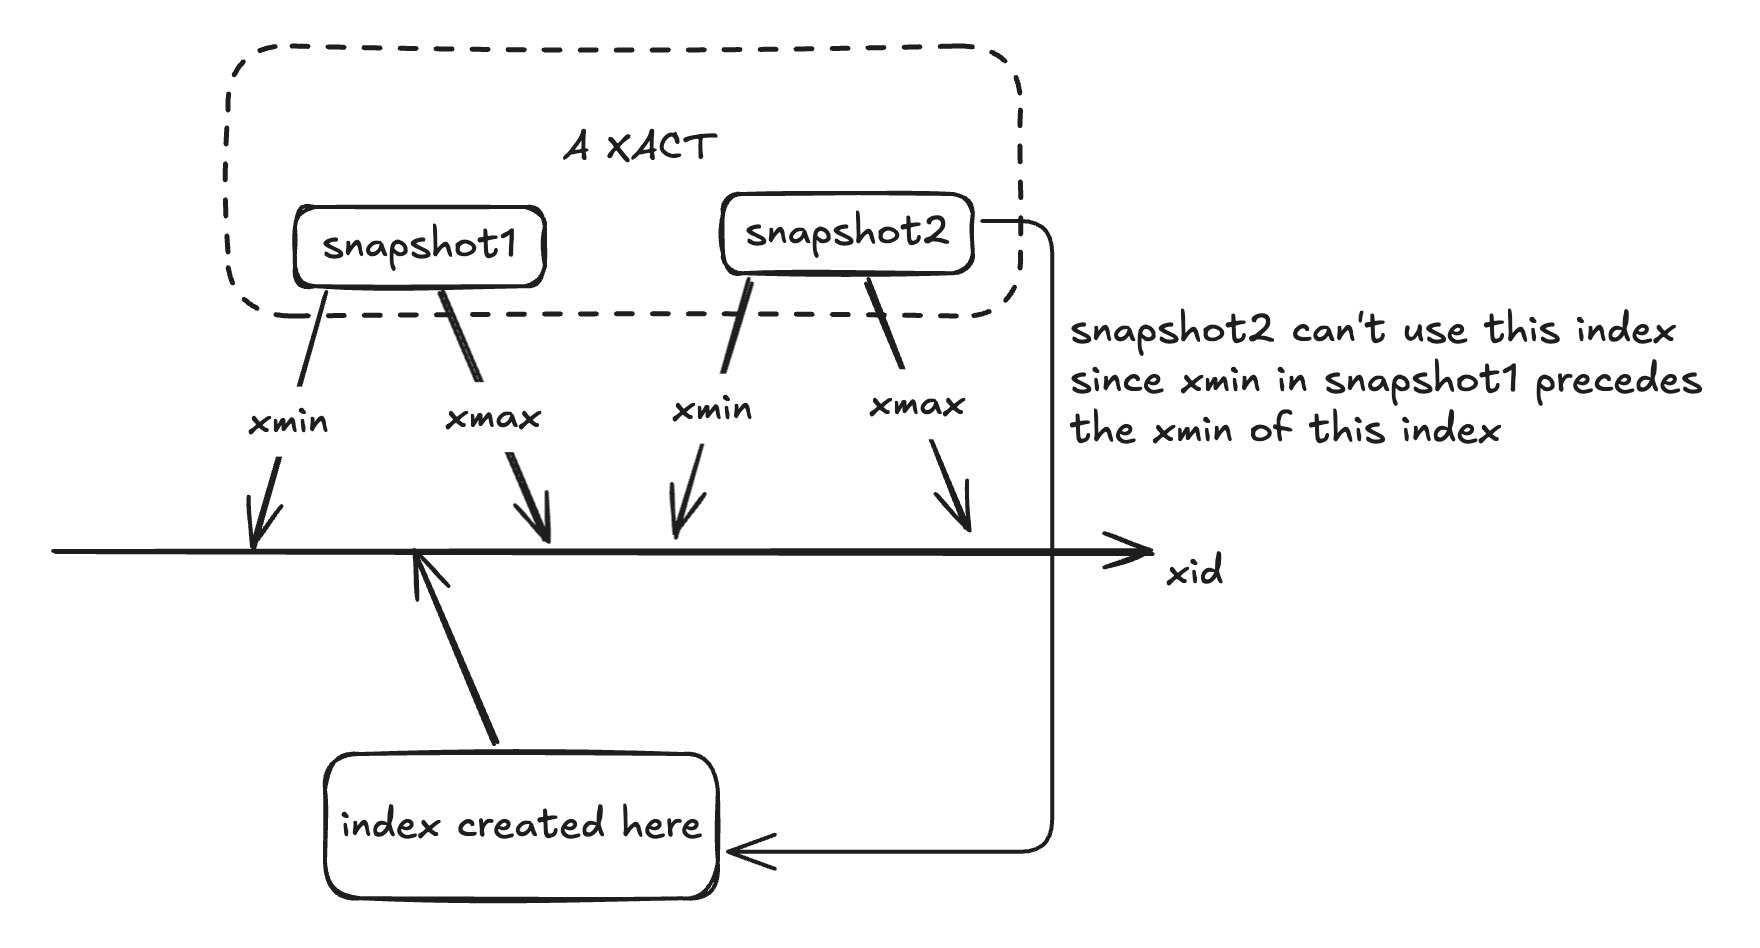 A XACT
snapshot1
snapshot2
xmin
xmax
xmin
xmax
snapshot2 can't use this index
since xmin in snapshot1 precedes
the xmin of this index
xid
index created here